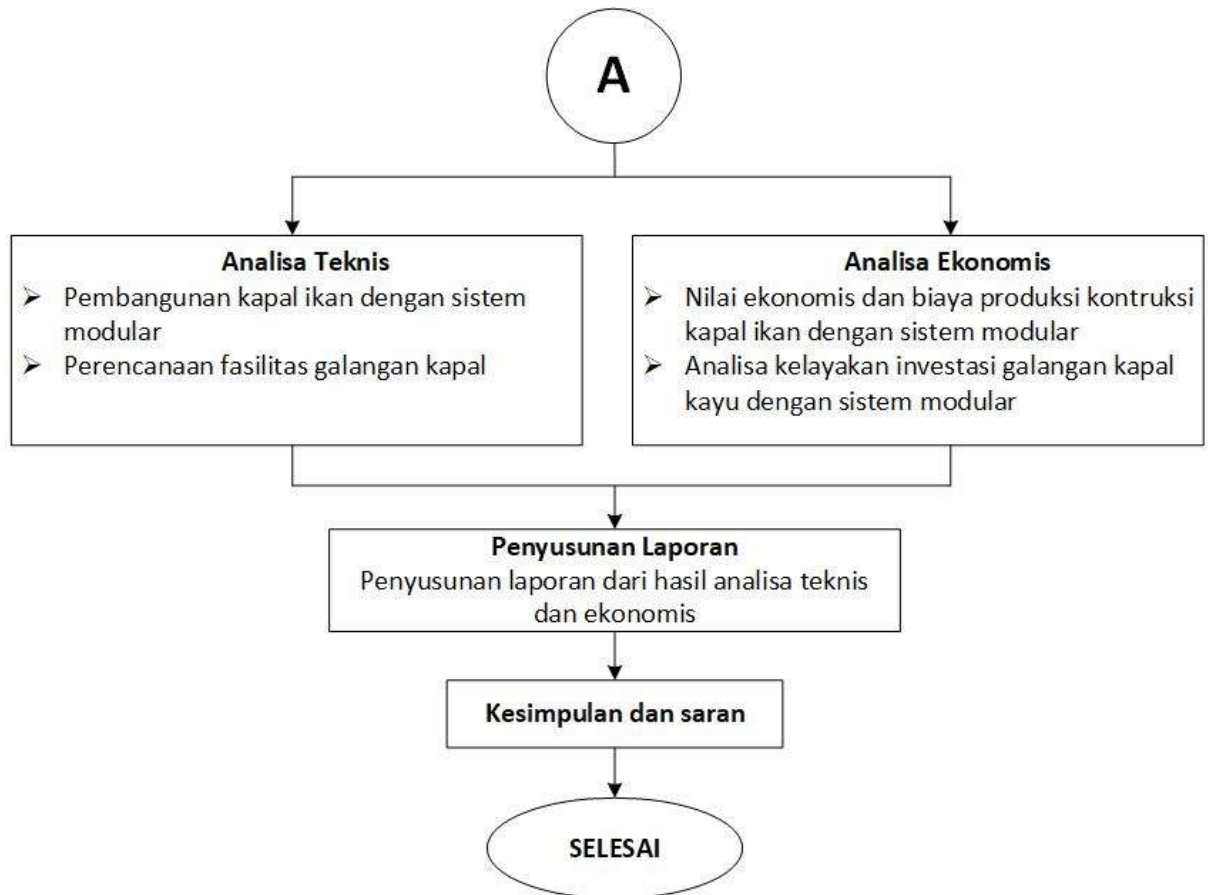 A
Analisa Teknis
➢ Pembangunan kapal ikan dengan sistem
modular
➢ Perencanaan fasilitas galangan kapal
Analisa Ekonomis
➢ Nilai ekonomis dan biaya produksi kontruksi
kapal ikan dengan sistem modular
➢ Analisa kelayakan investasi galangan kapal
kayu dengan sistem modular
Penyusunan Laporan
Penyusunan laporan dari hasil analisa teknis
dan ekonomis
Kesimpulan dan saran
SELESAI